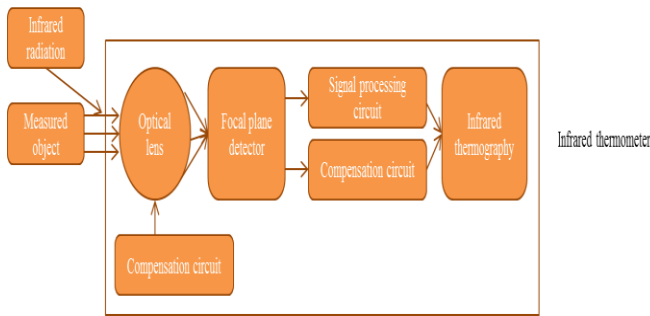 Infrared
radiation
Measured
object
Optical
lens
Focal plane
detector
Signal processing
circuit
Compensation circuit
Infrared
thermography
Infrared thermometer
Compensation circuit